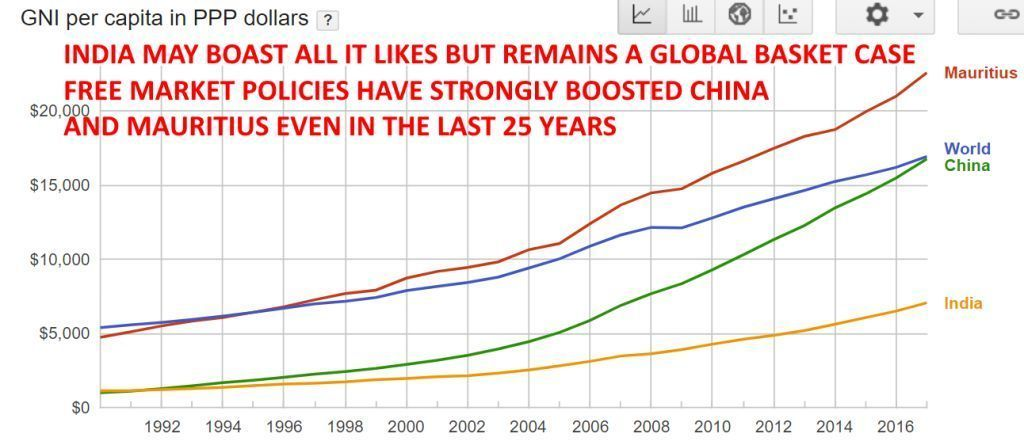 GNI per capita in PPP dollars ?
INDIA MAY BOAST ALL IT LIKES BUT REMAINS A GLOBAL BASKET CASE
FREE MARKET POLICIES HAVE STRONGLY BOOSTED CHINA
AND MAURITIUS EVEN IN THE LAST 25 YEARS
Mauritius
$20,000
World
China
$15,000
$10,000
India
$5,000
$0
1992 1994 1996 1998 2000 2002 2004 2006 2008 2010 2012 2014 2016